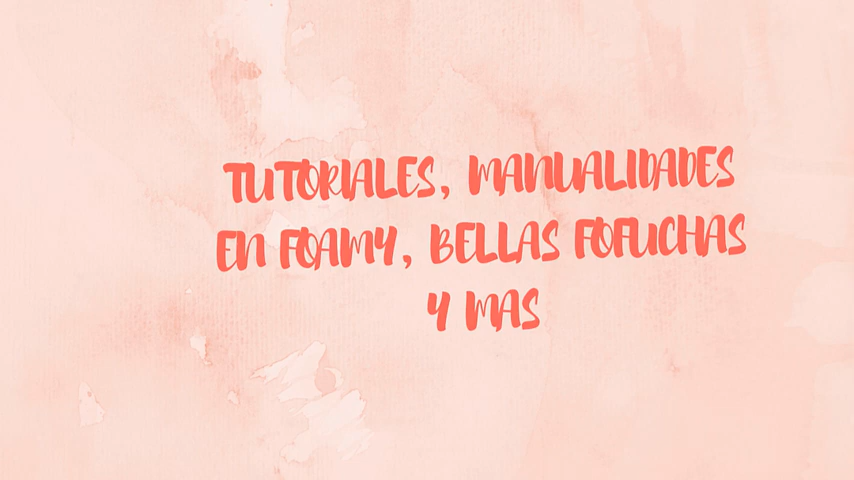 TUTORIALES, MANUALIDADES
EN FOAMY, BELLAS FOFUCHAS
Y MAS